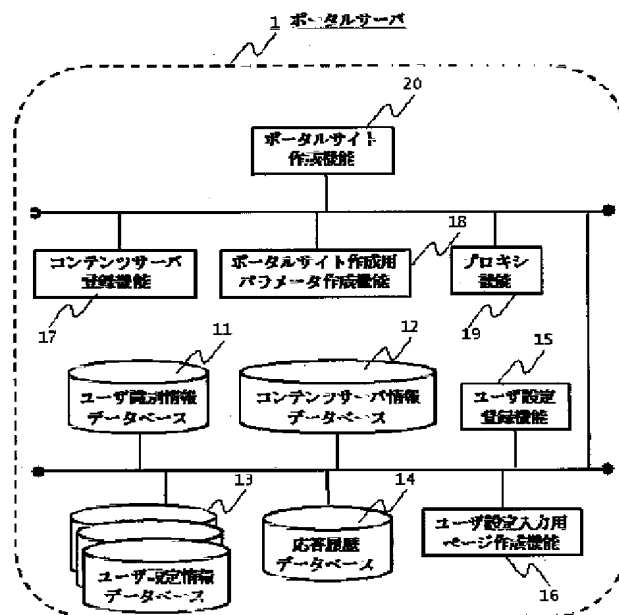 1 ポータルサーバ
20
ポータルサイト
作成機能
18
コンテンツサーバ
登録機能
ポータルサイト作成用
パラメータ作成機能
プロキシ
機能
17
19
11
12
15
ユーザ識別情報
データベース
コンテンツサーバ情報
データベース
ユーザ設定
登録機能
13
14
ユーザ設定情報
データベース
応答履歴
データベース
ユーザ設定入力用
ページ作成機能
16